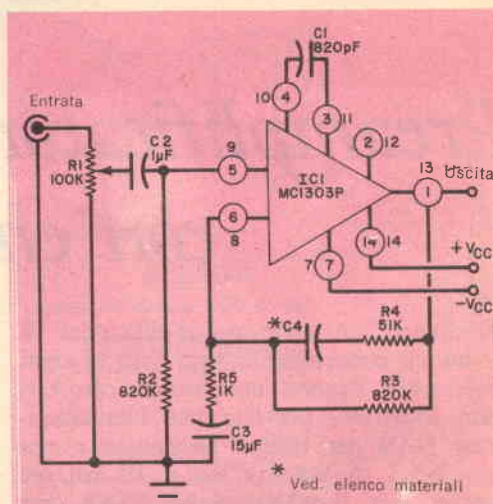 C1
820pF
10
4
3
11
2
12
Entrata
R1
100K
C2
1µF
9
5
6
8
IC1
MC1303P
13
1
Uscita
7
7
14
14
+VCC
-VCC
*C4
R4
51K
R2
820K
R5
1K
R3
820K
C3
15µF
* Ved. elenco materiali